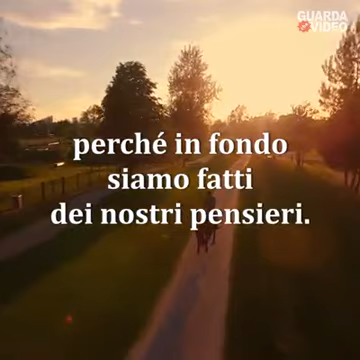 GUARDA
VIDEO
perché in fondo
siamo fatti
dei nostri pensieri.